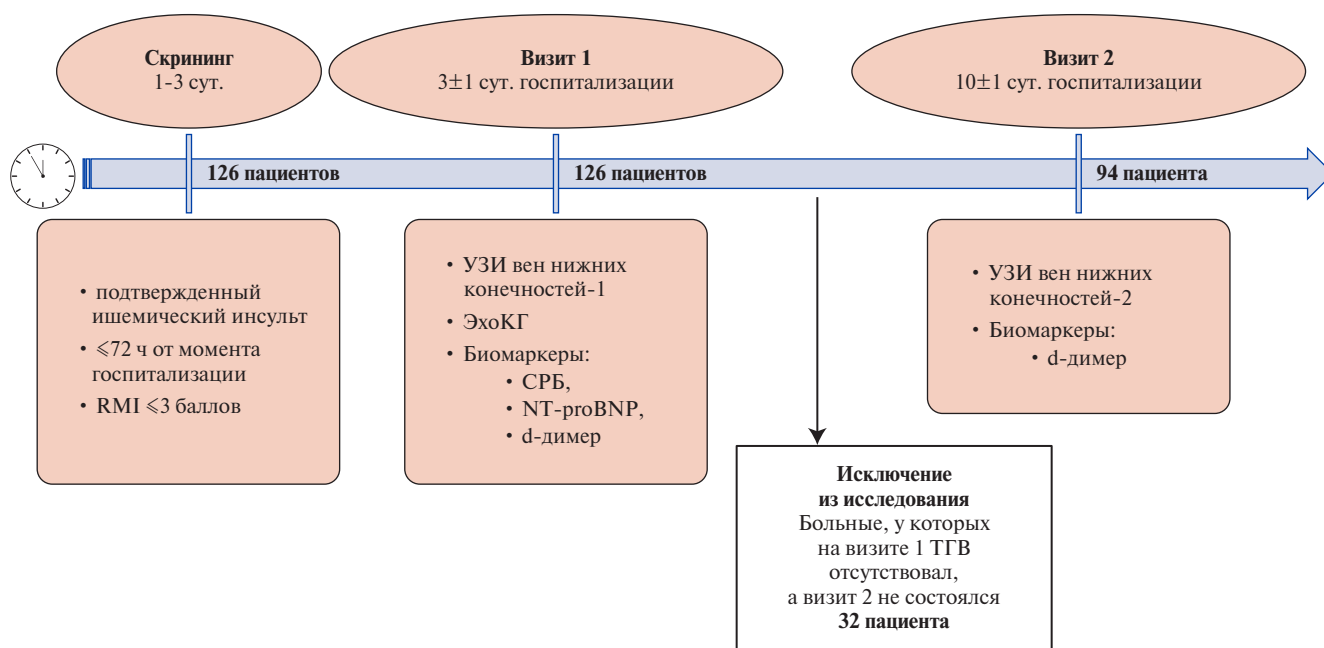 Скрининг
1-3 сут.
Визит 1
3±1 сут. госпитализации
Визит 2
10±1 сут. госпитализации
126 пациентов
126 пациентов
94 пациента
• подтвержденный
ишемический инсульт
• ⩽72 ч от момента
госпитализации
• RMI ⩽3 баллов
• УЗИ вен нижних
конечностей-1
• ЭхоКГ
• Биомаркеры:
• СРБ,
• NT-proBNP,
• d-димер
• УЗИ вен нижних
конечностей-2
• Биомаркеры:
• d-димер
Исключение
из исследования
Больные, у которых
на визите 1 ТГВ
отсутствовал,
а визит 2 не состоялся
32 пациента